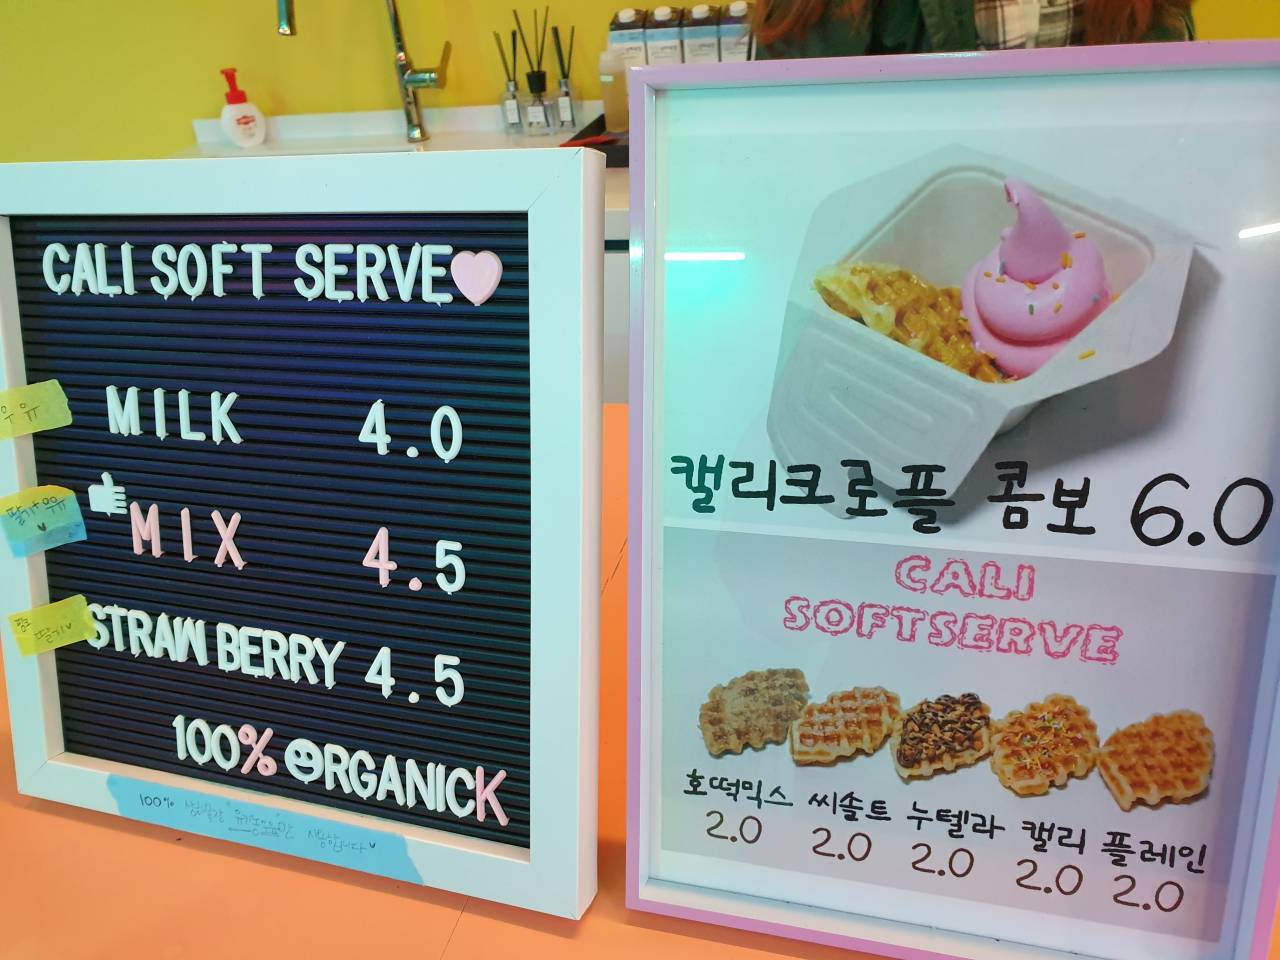 CALI SOFT SERVE
우유
MILK 4.0
딸기+우유
MIX 4.5
딸기
STRAWBERRY 4.5
100% ORGANICK
100%
캘리크로플 콤보 6.0
CALI
SOFTSERVE
호떡믹스 씨솔트 누텔라 캘리 플레인
2.0 2.0 2.0 2.0 2.0